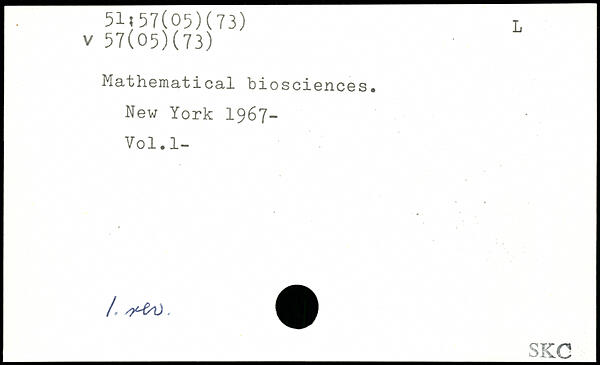 51:57(05)(73)
L
v 57(05)(73)
Mathematical biosciences.
New York 1967-
Vol.1-
1. rev.
SKC